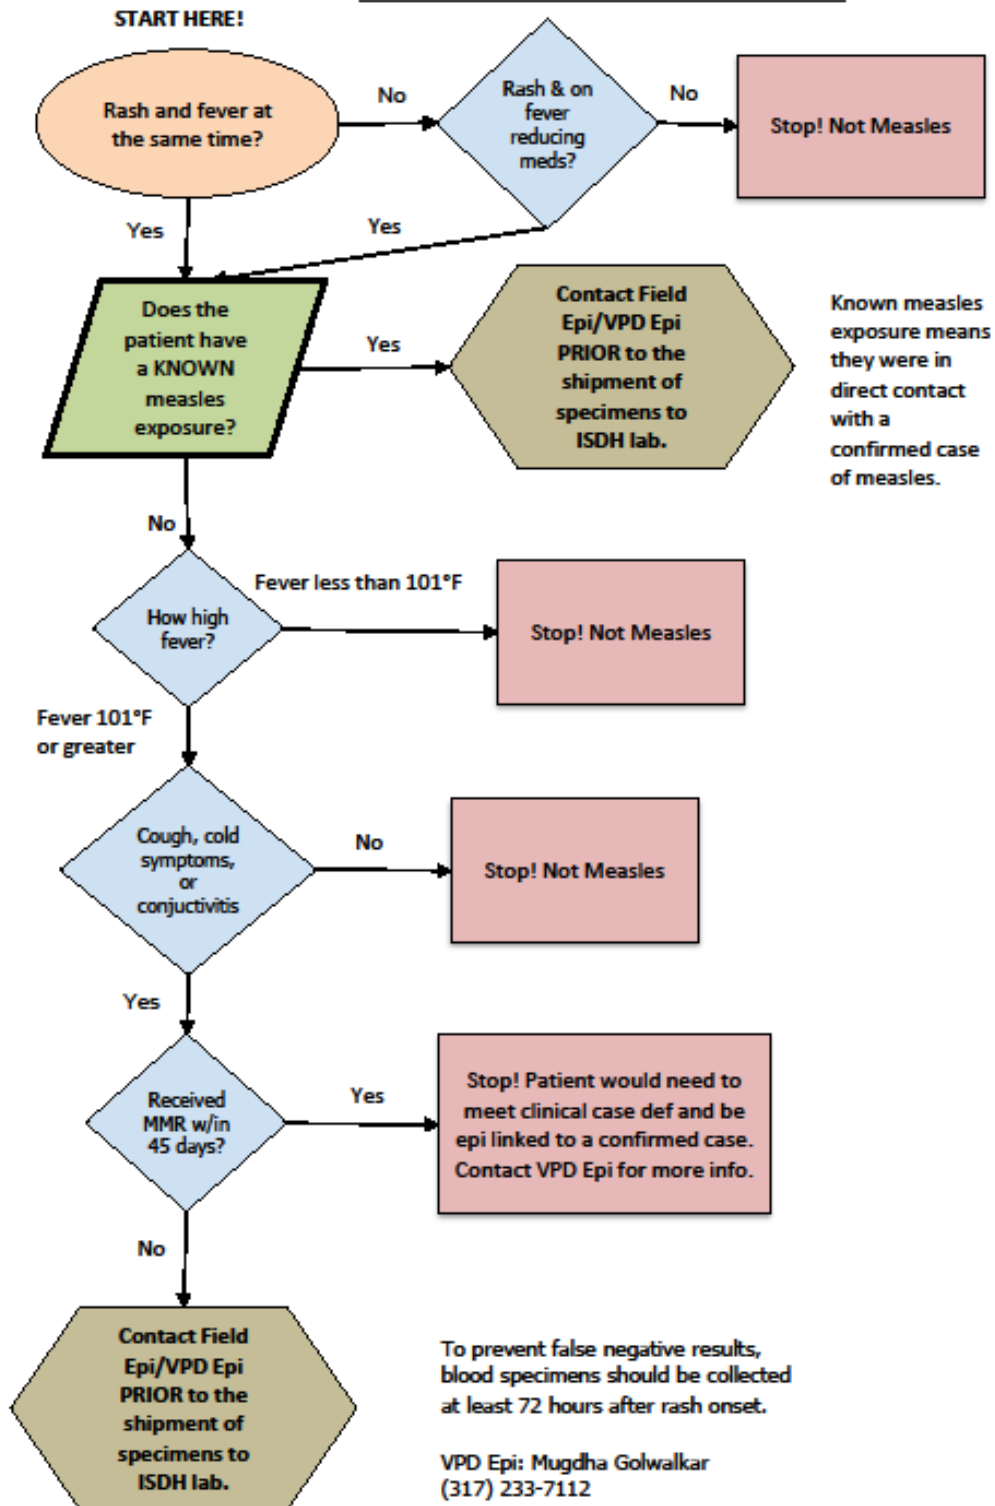 START HERE!
Rash and fever at
the same time?
No
Rash & on
fever
reducing
meds?
No
Stop! Not Measles
Yes
Yes
Does the
patient have
a KNOWN
measles
exposure?
Yes
Contact Field
Epi/VPD Epi
PRIOR to the
shipment of
specimens to
ISDH lab.
Known measles
exposure means
they were in
direct contact
with a
confirmed case
of measles.
No
How high
fever?
Fever less than 101°F
Stop! Not Measles
Fever 101°F
or greater
Cough, cold
symptoms,
or
conjuctivitis
No
Stop! Not Measles
Yes
Received
MMR w/in
45 days?
Yes
Stop! Patient would need to
meet clinical case def and be
epi linked to a confirmed case.
Contact VPD Epi for more info.
No
Contact Field
Epi/VPD Epi
PRIOR to the
shipment of
specimens to
ISDH lab.
To prevent false negative results,
blood specimens should be collected
at least 72 hours after rash onset.
VPD Epi: Mugdha Golwalkar
(317) 233-7112